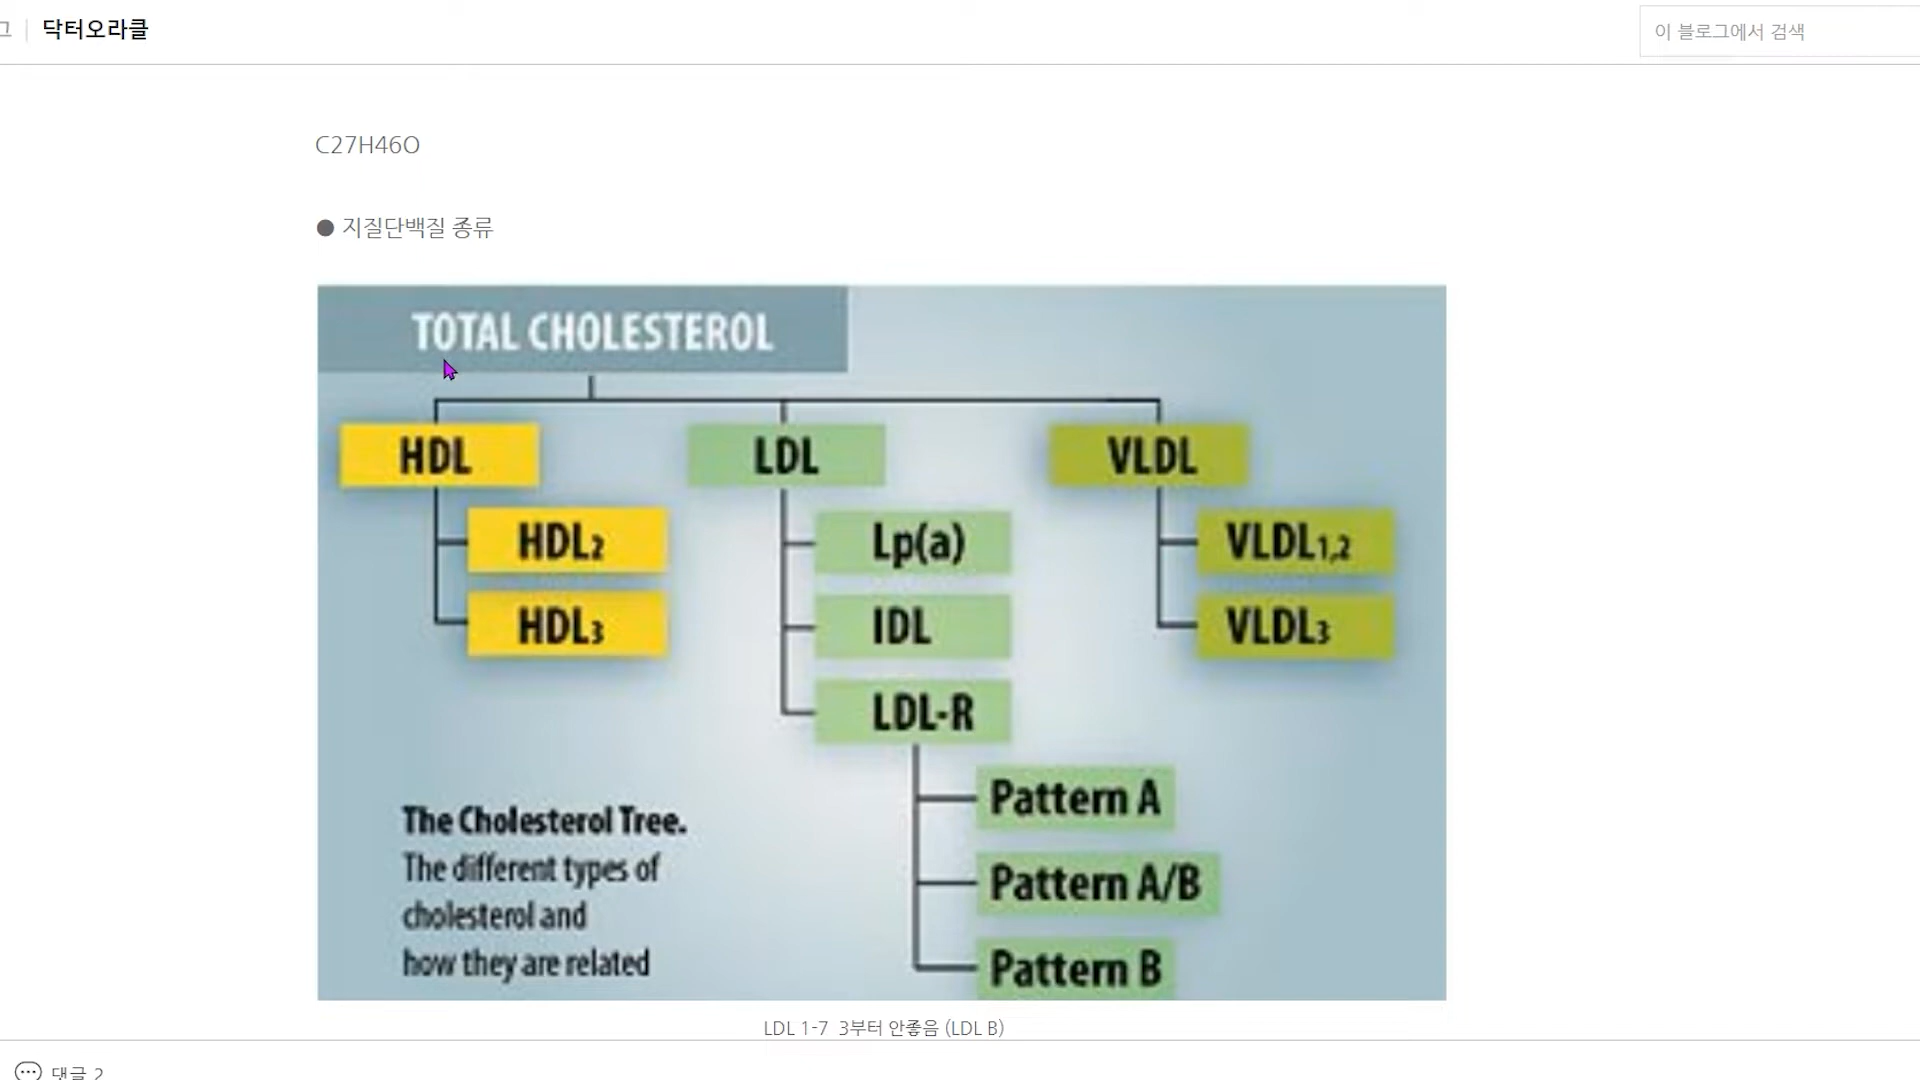 그 | 닥터오라클
이 블로그에서 검색
C27H46O
● 지질단백질 종류
TOTAL CHOLESTEROL
HDL
LDL
VLDL
HDL2
Lp(a)
VLDL1,2
HDL3
IDL
VLDL3
LDL-R
Pattern A
Pattern A/B
Pattern B
The Cholesterol Tree.
The different types of
cholesterol and
how they are related
LDL 1-7 3부터 안좋음 (LDL B)
댓글 2